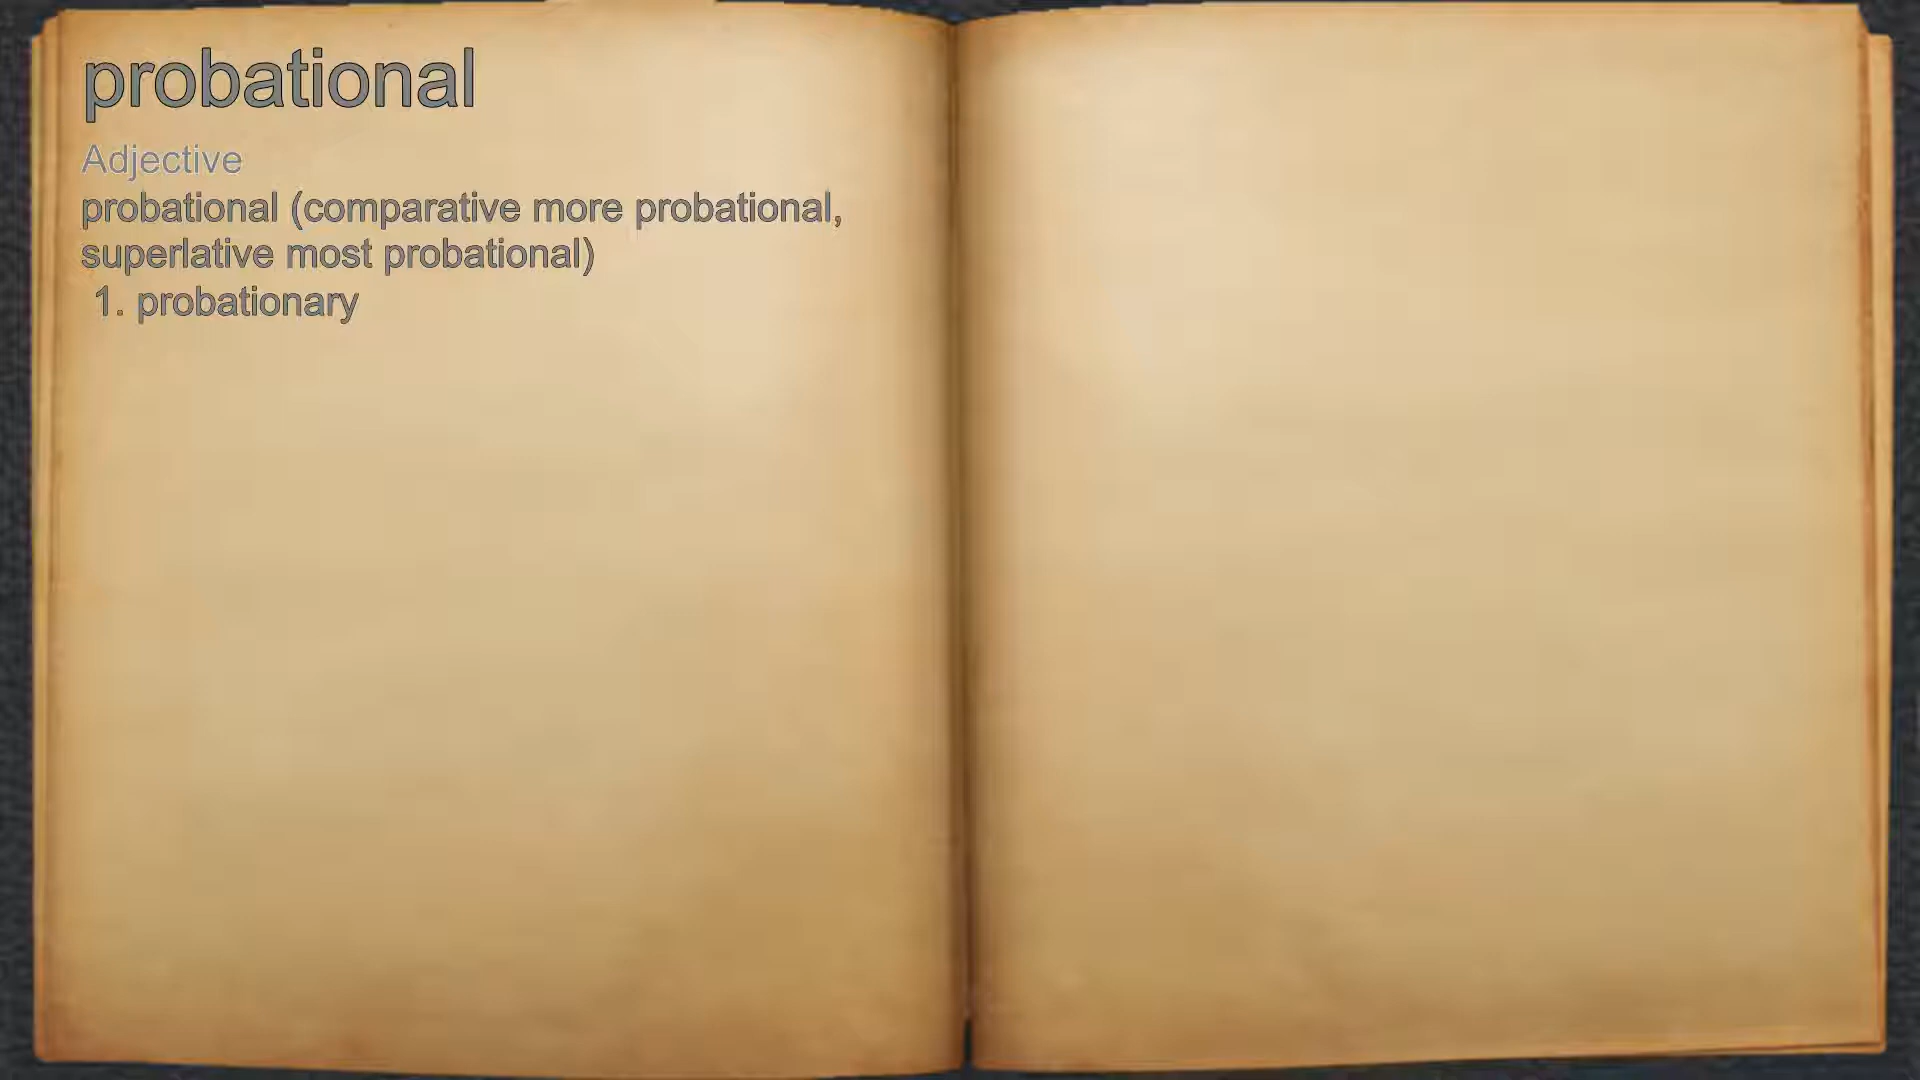 probational
Adjective
probational (comparative more probational,
superlative most probational)
1. probationary